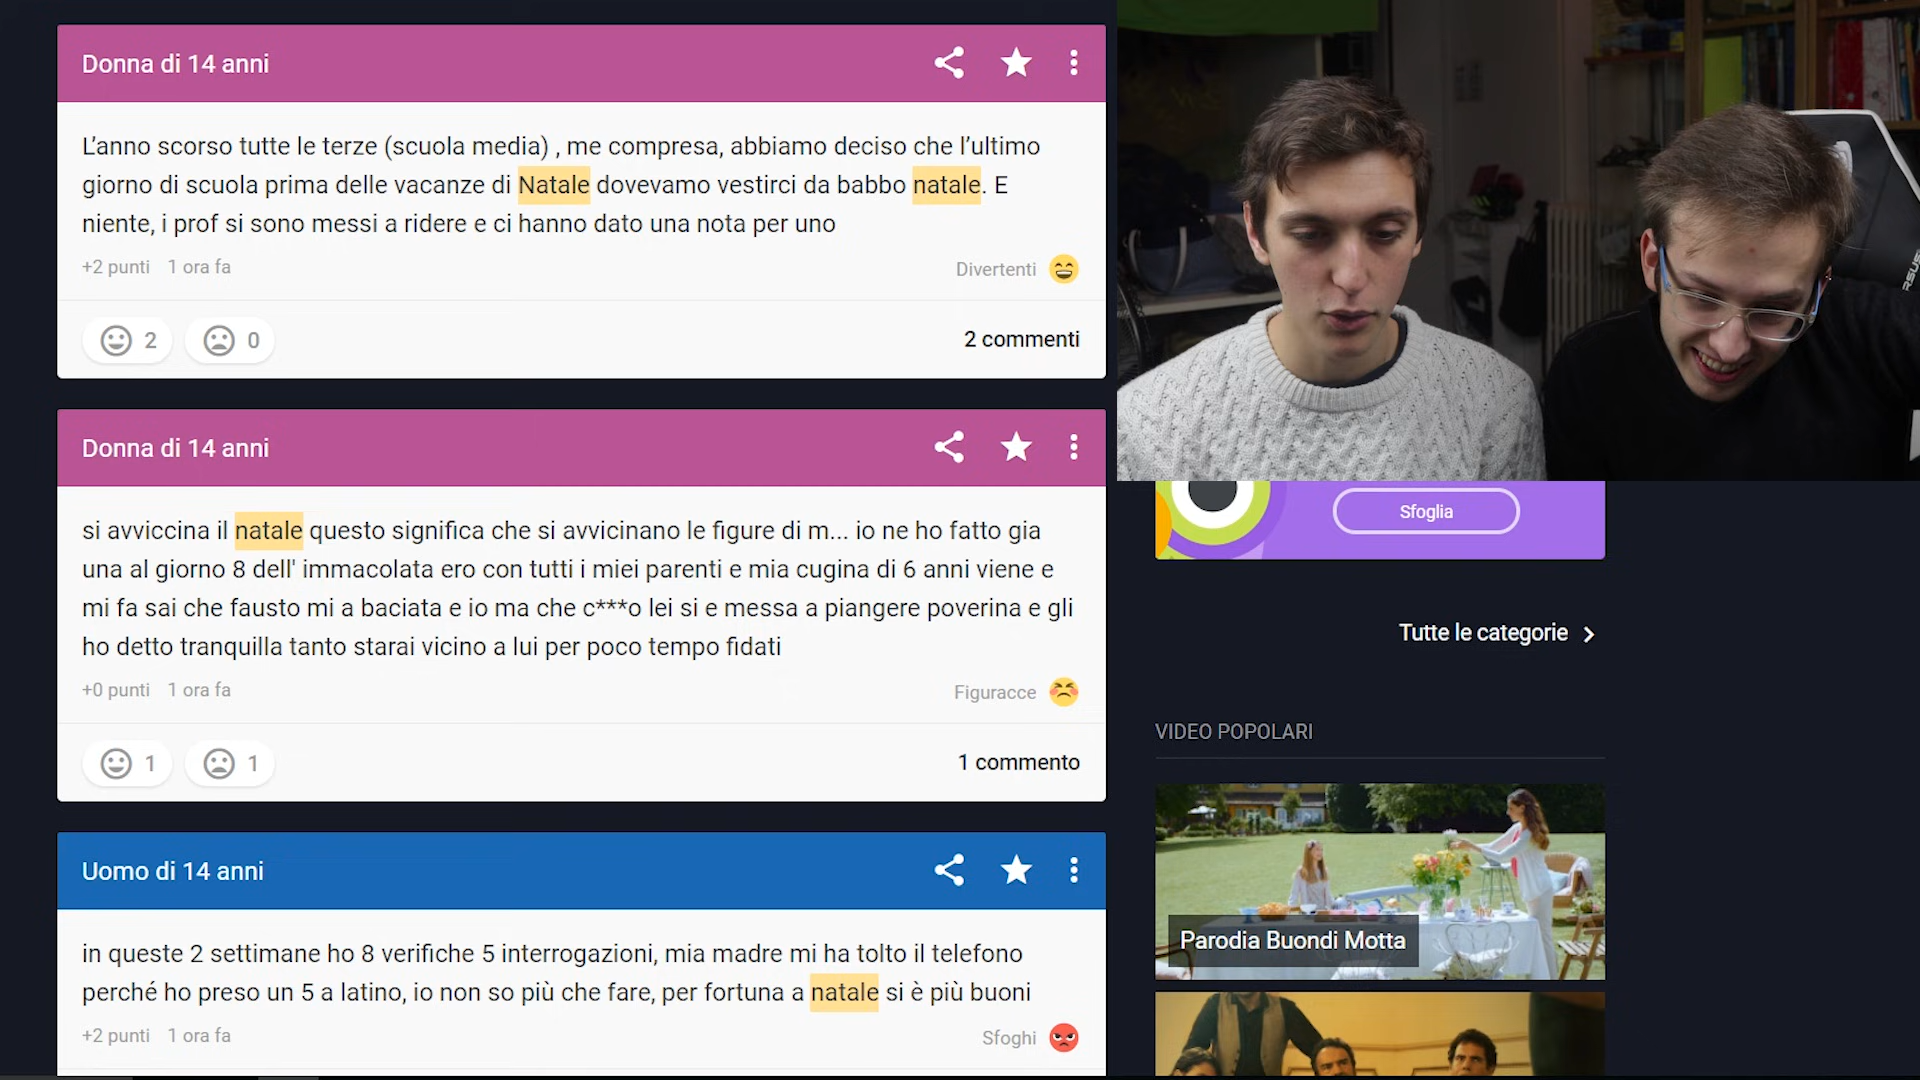 Donna di 14 anni
L'anno scorso tutte le terze (scuola media) , me compresa, abbiamo deciso che l'ultimo
giorno di scuola prima delle vacanze di Natale dovevamo vestirci da babbo natale. E
niente, i prof si sono messi a ridere e ci hanno dato una nota per uno
+2 punti 1 ora fa
Divertenti
2 0
2 commenti
Donna di 14 anni
si avviccina il natale questo significa che si avvicinano le figure di m... io ne ho fatto gia
una al giorno 8 dell' immacolata ero con tutti i miei parenti e mia cugina di 6 anni viene e
mi fa sai che fausto mi a baciata e io ma che c***o lei si e messa a piangere poverina e gli
ho detto tranquilla tanto starai vicino a lui per poco tempo fidati
+0 punti 1 ora fa
Figuracce
1 1
1 commento
Uomo di 14 anni
in queste 2 settimane ho 8 verifiche 5 interrogazioni, mia madre mi ha tolto il telefono
perché ho preso un 5 a latino, io non so più che fare, per fortuna a natale si è più buoni
+2 punti 1 ora fa
Sfoghi
Sfoglia
Tutte le categorie
VIDEO POPOLARI
Parodia Buondi Motta